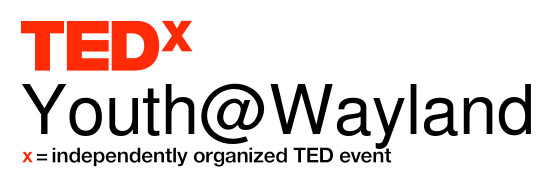 TEDx
Youth@Wayland
x = independently organized TED event